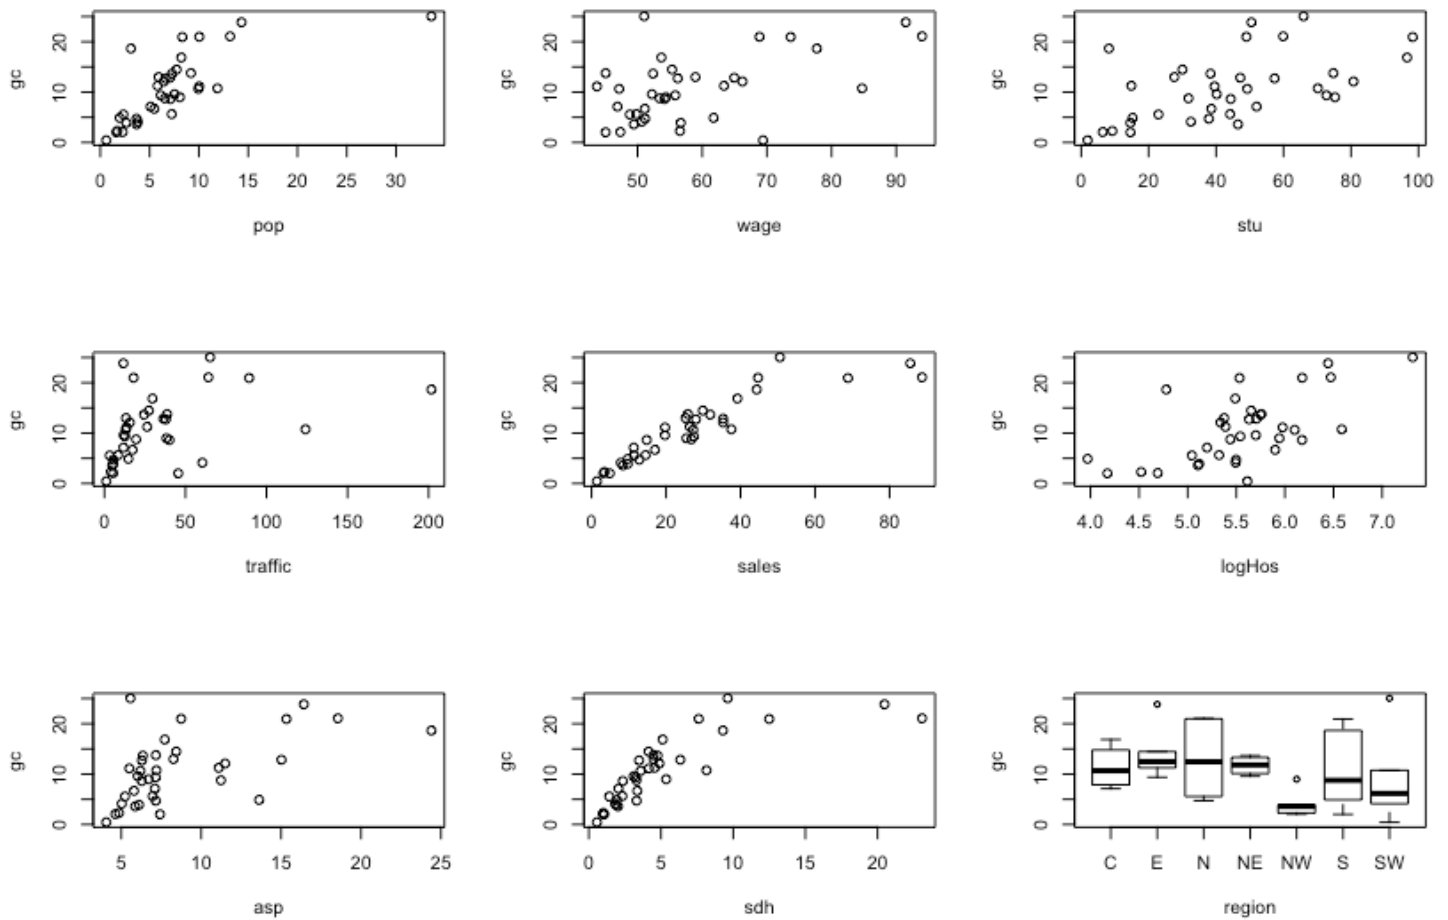 gc
0 10 20
0 5 10 15 20 25 30
pop
gc
0 10 20
50 60 70 80 90
wage
gc
0 10 20
0 20 40 60 80 100
stu
gc
0 10 20
0 50 100 150 200
traffic
gc
0 10 20
0 20 40 60 80
sales
gc
0 10 20
4.0 4.5 5.0 5.5 6.0 6.5 7.0
logHos
gc
0 10 20
5 10 15 20 25
asp
gc
0 10 20
0 5 10 15 20
sdh
gc
0 10 20
C E N NE NW S SW
region